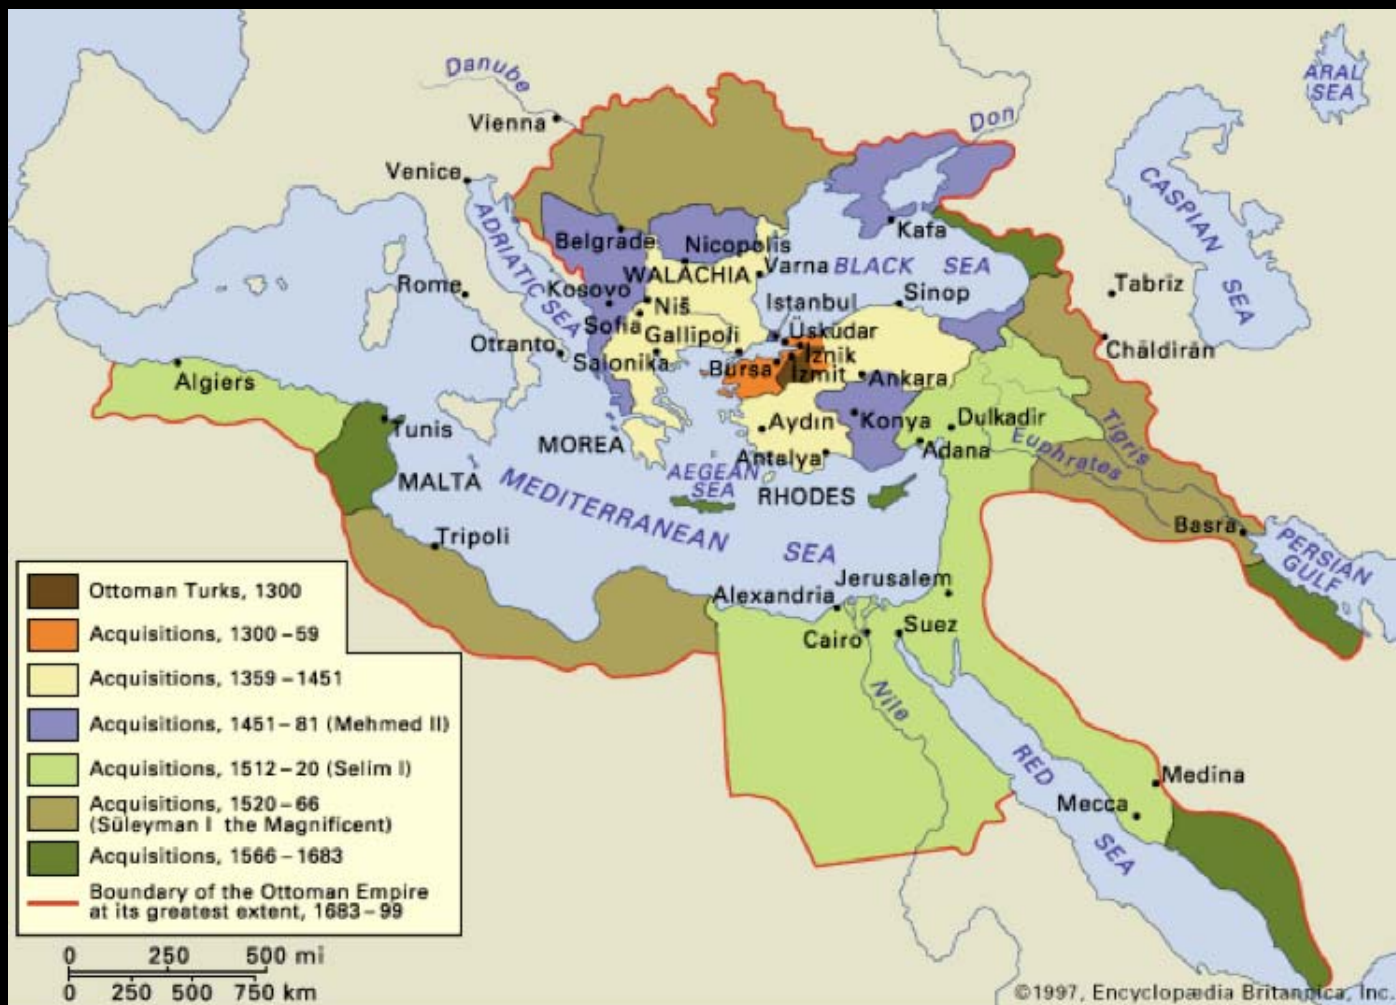 ARAL
SEA
Danube
Don
Vienna
Venice
CASPIAN
SEA
ADRIATIC SEA
Kafa
Belgrade
Nicopolis
WALACHIA
Varna
BLACK SEA
Tabriz
Rome
Kosovo
Niš
Istanbul
Sinop
Sofia
Gallipoli
Üsküdar
Otranto
Salonika
Bursa
İznik
İzmit
Ankara
Chāldirān
Algiers
Tunis
MOREA
Aydın
Konya
Dulkadir
Antalya
Adana
Euphrates
Tigris
MALTA
AEGEAN
SEA
RHODES
MEDITERRANEAN SEA
Basra
PERSIAN
GULF
Tripoli
Jerusalem
Alexandria
Cairo
Suez
Nile
RED
SEA
Medina
Mecca
Ottoman Turks, 1300
Acquisitions, 1300–59
Acquisitions, 1359–1451
Acquisitions, 1451–81 (Mehmed II)
Acquisitions, 1512–20 (Selim I)
Acquisitions, 1520–66
(Süleyman I the Magnificent)
Acquisitions, 1566–1683
Boundary of the Ottoman Empire
at its greatest extent, 1683–99
0 250 500 mi
0 250 500 750 km
©1997, Encyclopædia Britannica, Inc.